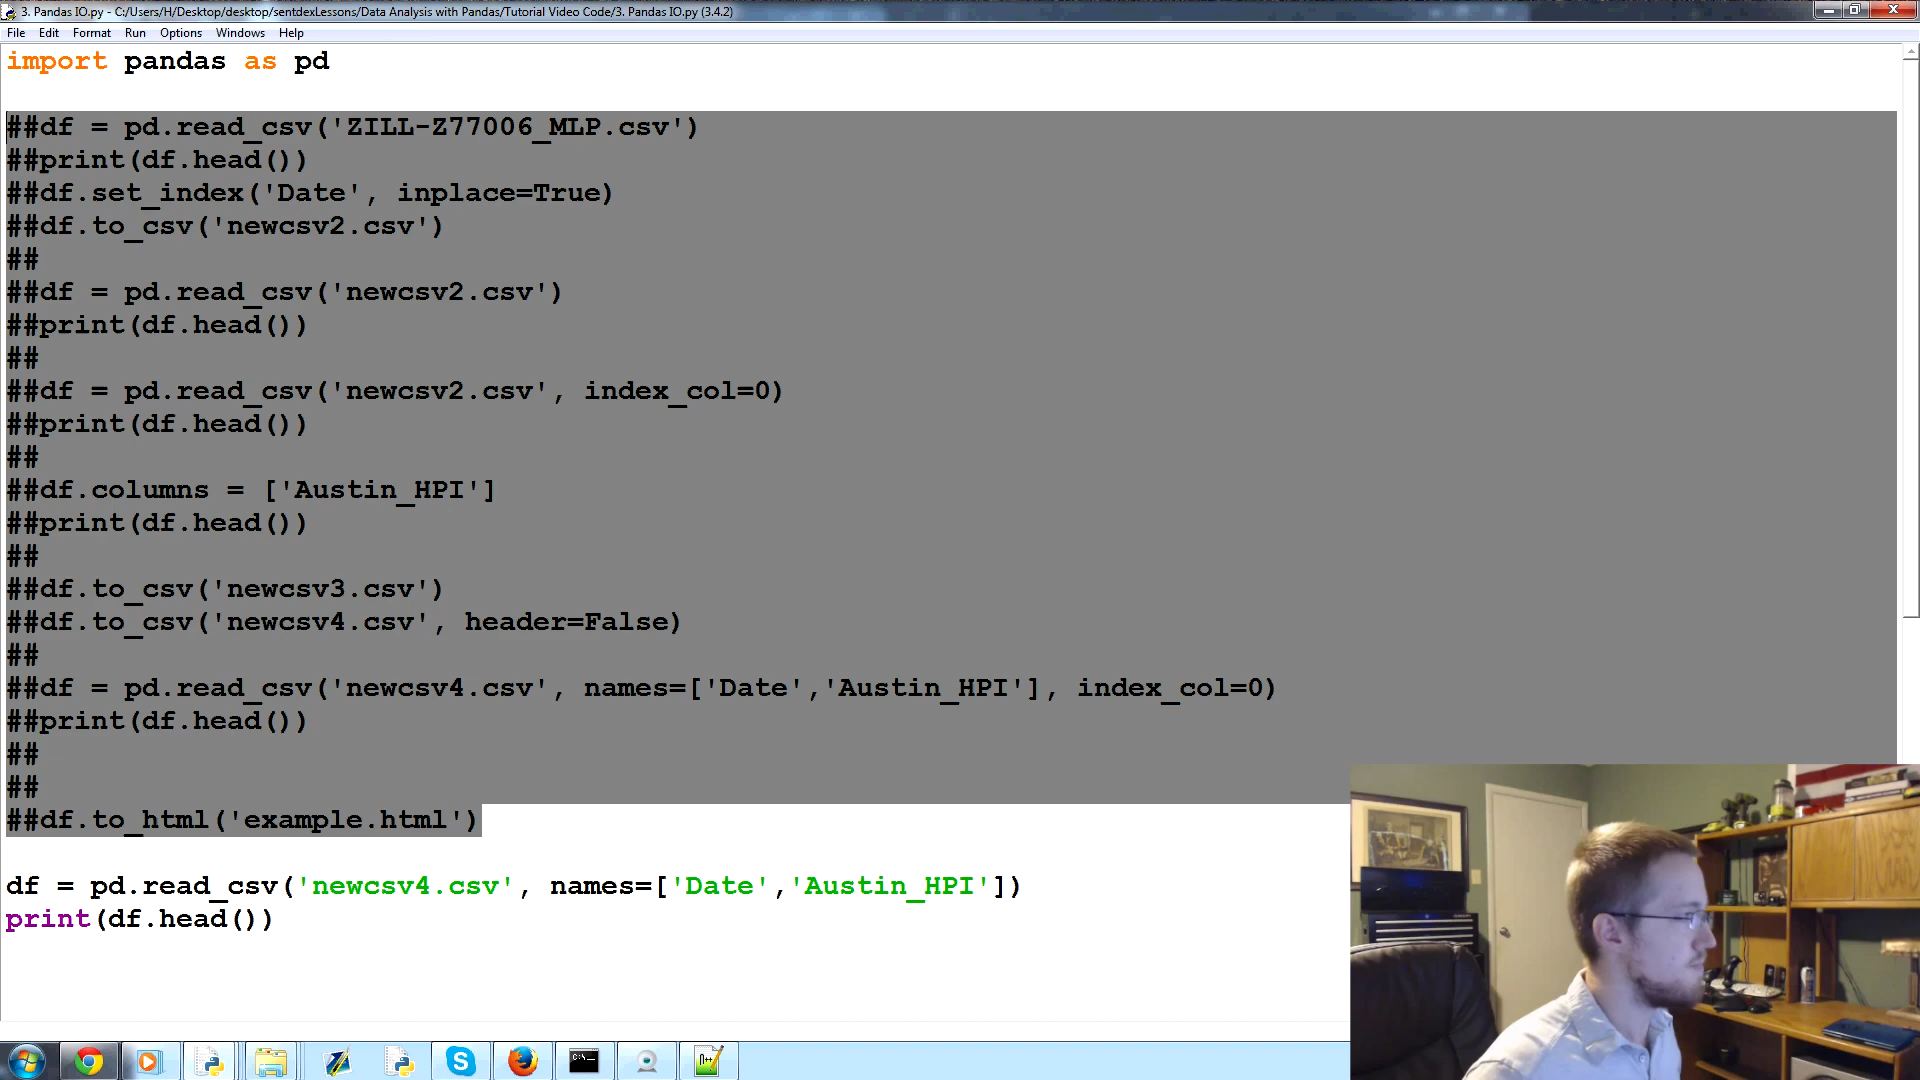 3. Pandas IO.py - C:/Users/H/Desktop/desktop/sentdexLessons/Data Analysis with Pandas/Tutorial Video Code/3. Pandas IO.py (3.4.2)
File Edit Format Run Options Windows Help
import pandas as pd
##df = pd.read_csv('ZILL-Z77006_MLP.csv')
##print(df.head())
##df.set_index('Date', inplace=True)
##df.to_csv('newcsv2.csv')
##
##df = pd.read_csv('newcsv2.csv')
##print(df.head())
##
##df = pd.read_csv('newcsv2.csv', index_col=0)
##print(df.head())
##
##df.columns = ['Austin_HPI']
##print(df.head())
##
##df.to_csv('newcsv3.csv')
##df.to_csv('newcsv4.csv', header=False)
##
##df = pd.read_csv('newcsv4.csv', names=['Date','Austin_HPI'], index_col=0)
##print(df.head())
##
##
##df.to_html('example.html')
df = pd.read_csv('newcsv4.csv', names=['Date','Austin_HPI'])
print(df.head())